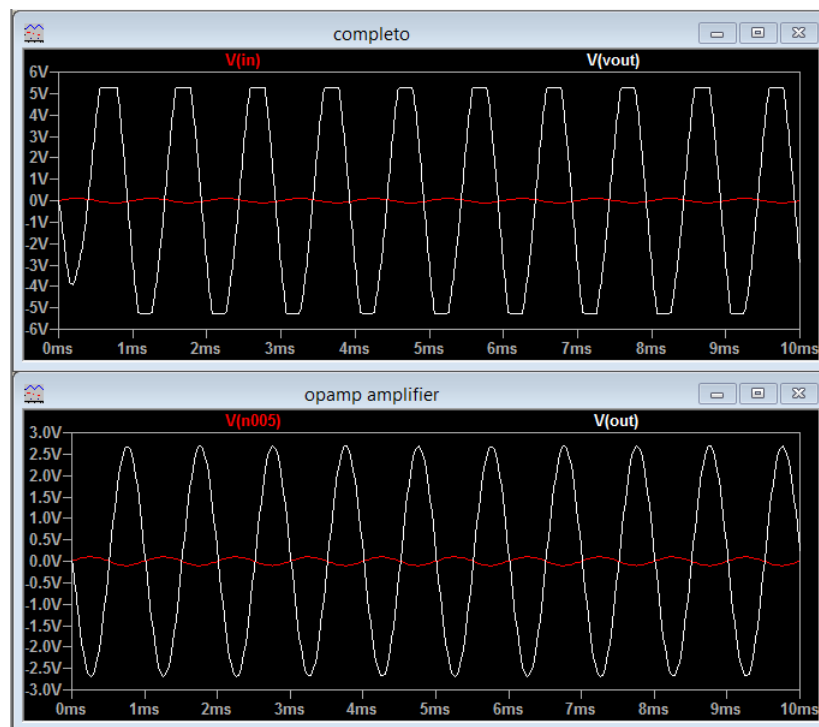 completo
V(in) V(vout)
6V
5V
4V
3V
2V
1V
0V
-1V
-2V
-3V
-4V
-5V
-6V
0ms 1ms 2ms 3ms 4ms 5ms 6ms 7ms 8ms 9ms 10ms
opamp amplifier
V(n005) V(out)
3.0V
2.5V
2.0V
1.5V
1.0V
0.5V
0.0V
-0.5V
-1.0V
-1.5V
-2.0V
-2.5V
-3.0V
0ms 1ms 2ms 3ms 4ms 5ms 6ms 7ms 8ms 9ms 10ms